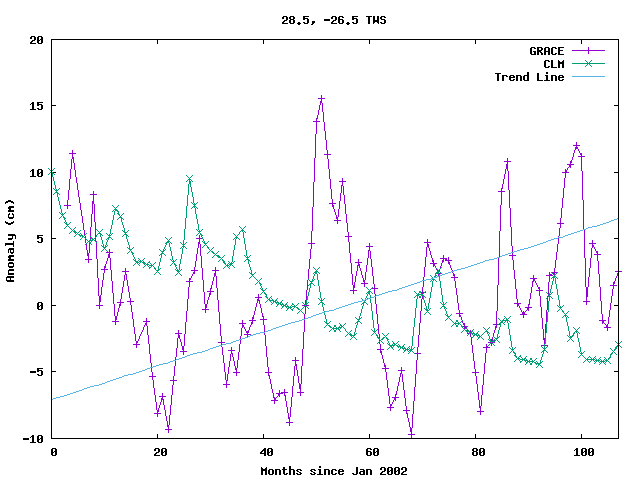 28.5, -26.5 TWS
GRACE
CLM
Trend Line
20
15
10
5
0
-5
-10
Anomaly (cm)
0 20 40 60 80 100
Months since Jan 2002